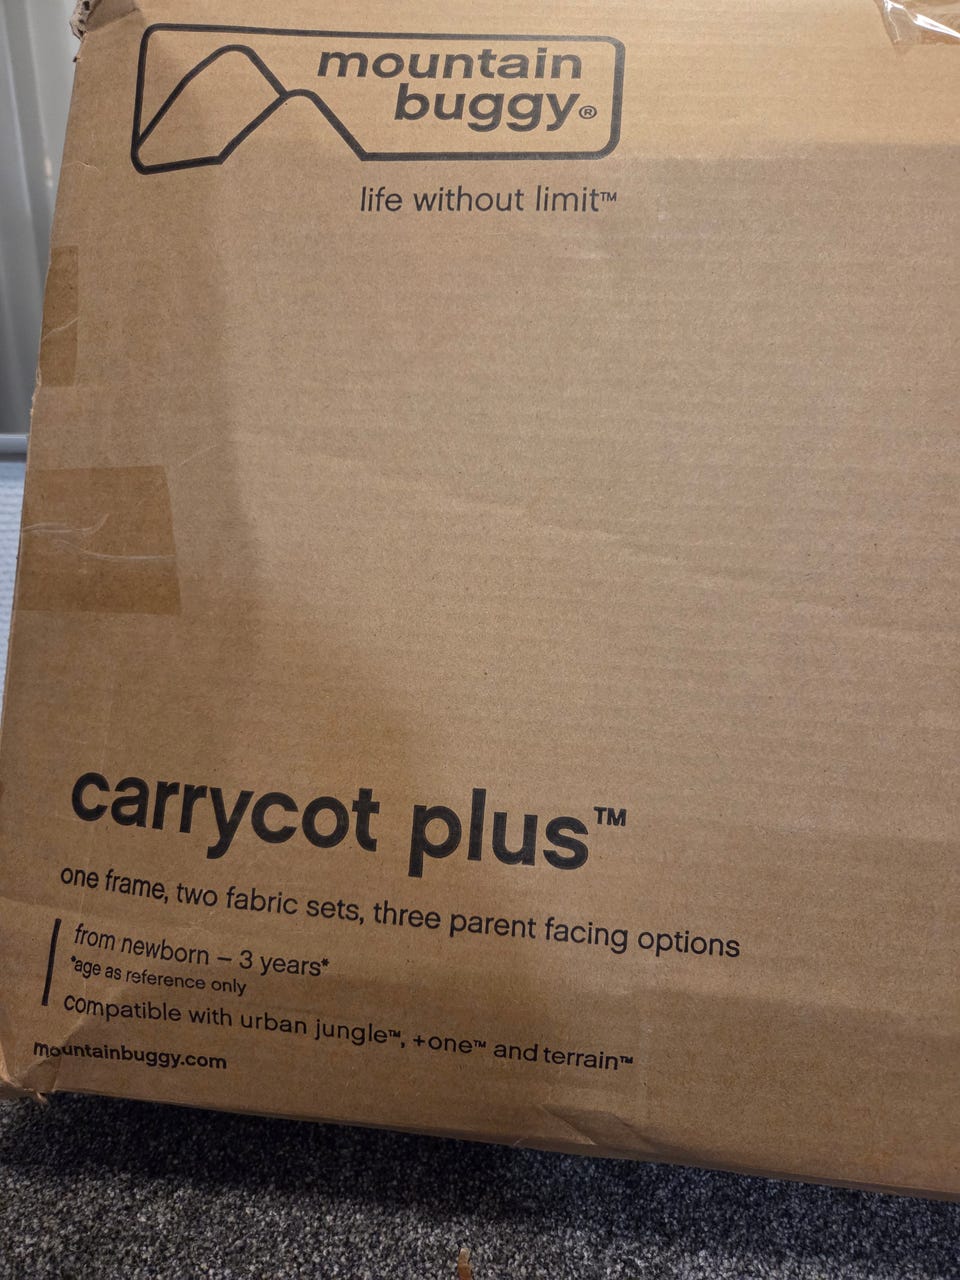 mountain
buggy®
life without limit™
carrycot plus™
one frame, two fabric sets, three parent facing options
from newborn – 3 years*
*age as reference only
compatible with urban jungle™, +one™ and terrain™
mountainbuggy.com